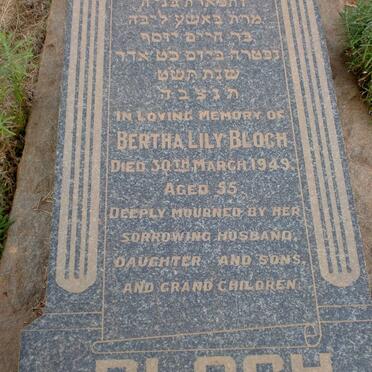 מרת באשע ליבה
בר חיים יוסף
נפטרה ביום כט אדר
שנת תשט
תנצבה
IN LOVING MEMORY OF
BERTHA LILY BLOCH
DIED 30TH MARCH 1949
AGED 55
DEEPLY MOURNED BY HER
SORROWING HUSBAND,
DAUGHTER AND SONS,
AND GRAND CHILDREN
BLOCH